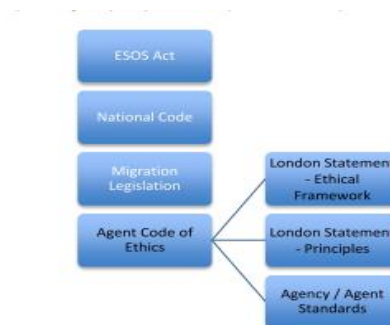 ESOS Act
National Code
Migration
Legislation
Agent Code of
Ethics
London Statement
- Ethical
Framework
London Statement
- Principles
Agency / Agent
Standards